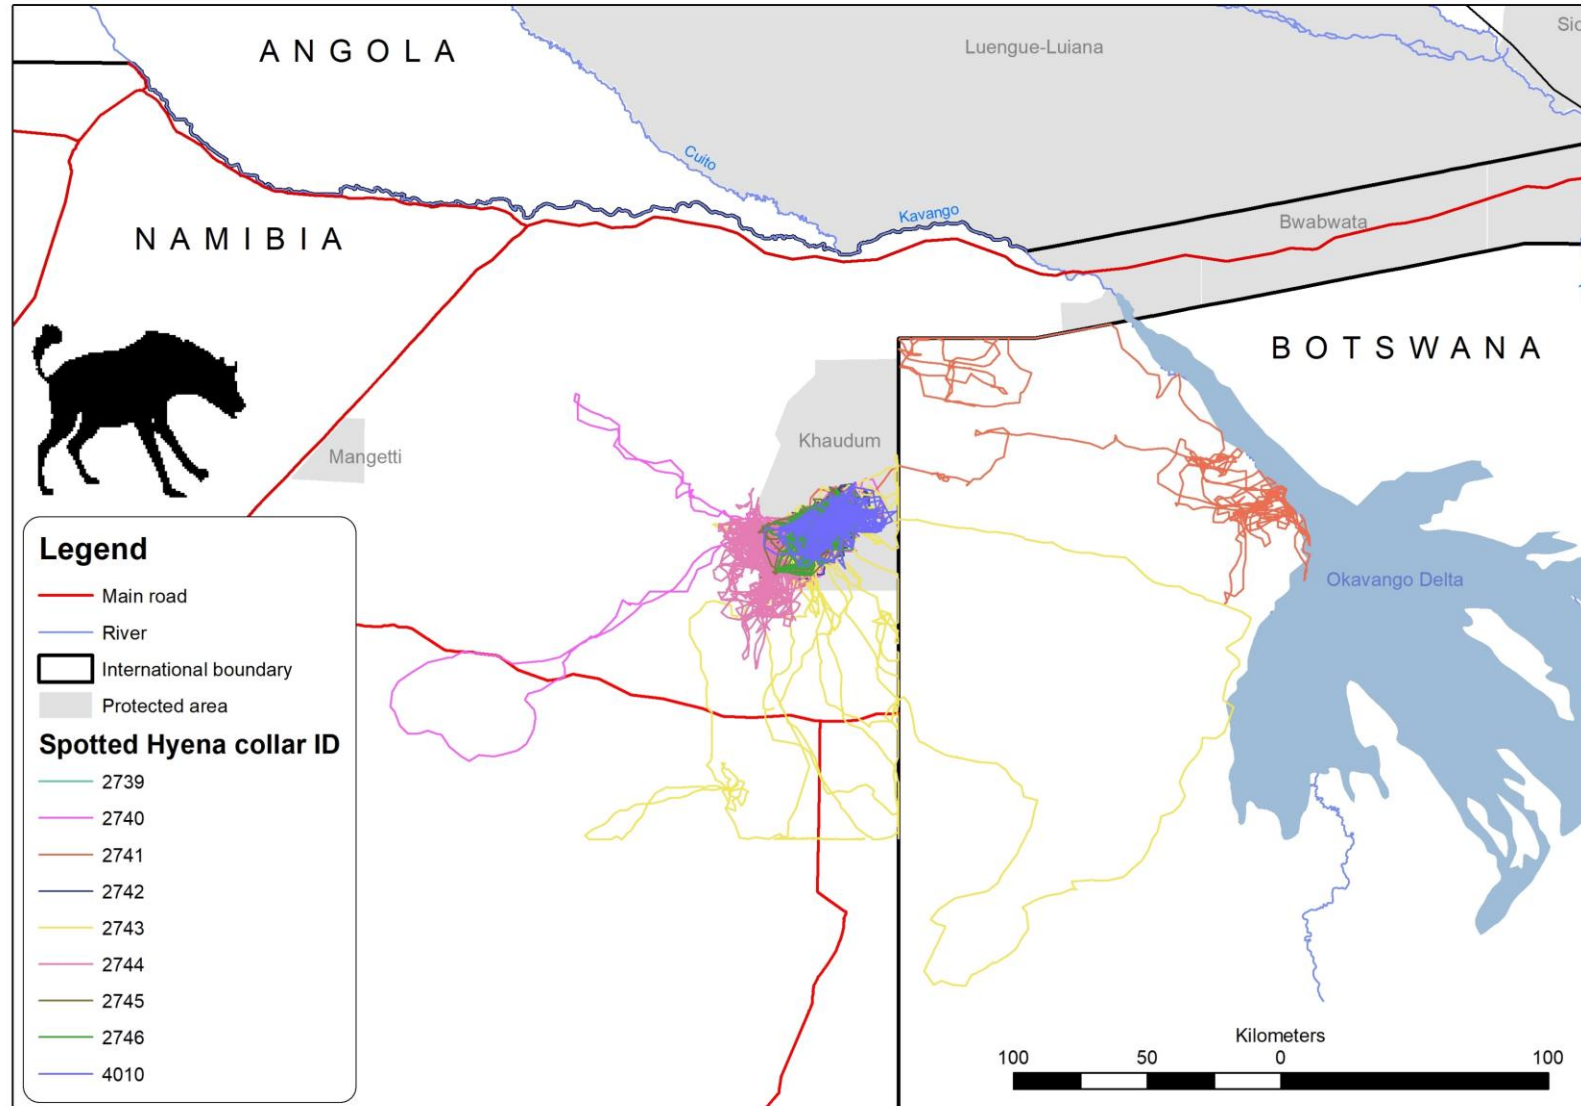 ANGOLA
Luengue-Luiana
Sio
Cuito
Kavango
Bwabwata
NAMIBIA
BOTSWANA
Khaudum
Mangetti
Okavango Delta
Legend
Main road
River
International boundary
Protected area
Spotted Hyena collar ID
2739
2740
2741
2742
2743
2744
2745
2746
4010
Kilometers
100 50 0 100